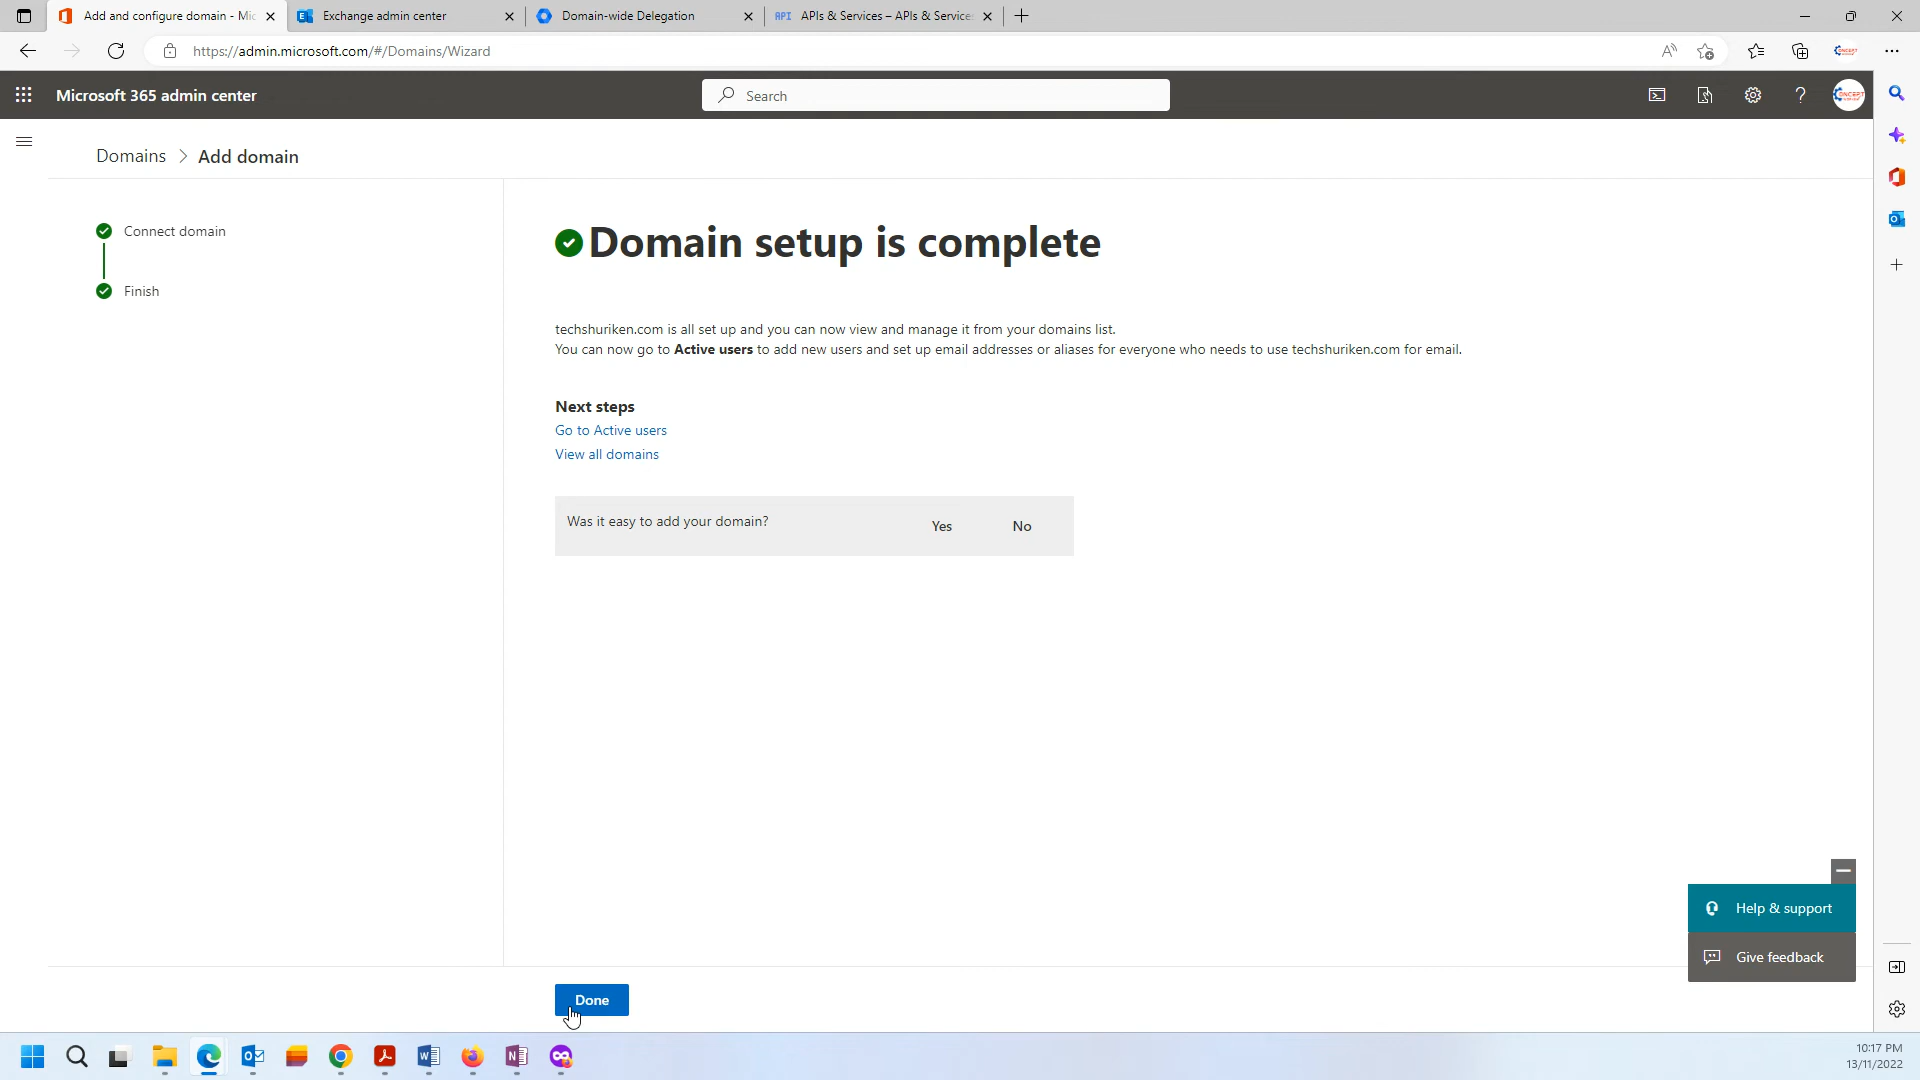 Add and configure domain - Mic
Exchange admin center
Domain-wide Delegation
API
APIs & Services – APIs & Services
https://admin.microsoft.com/#/Domains/Wizard
Microsoft 365 admin center
Search
Domains
Add domain
Connect domain
Finish
Domain setup is complete
techshuriken.com is all set up and you can now view and manage it from your domains list.
You can now go to Active users to add new users and set up email addresses or aliases for everyone who needs to use techshuriken.com for email.
Next steps
Go to Active users
View all domains
Was it easy to add your domain?
Yes
No
Help & support
Give feedback
Done
10:17 PM
13/11/2022